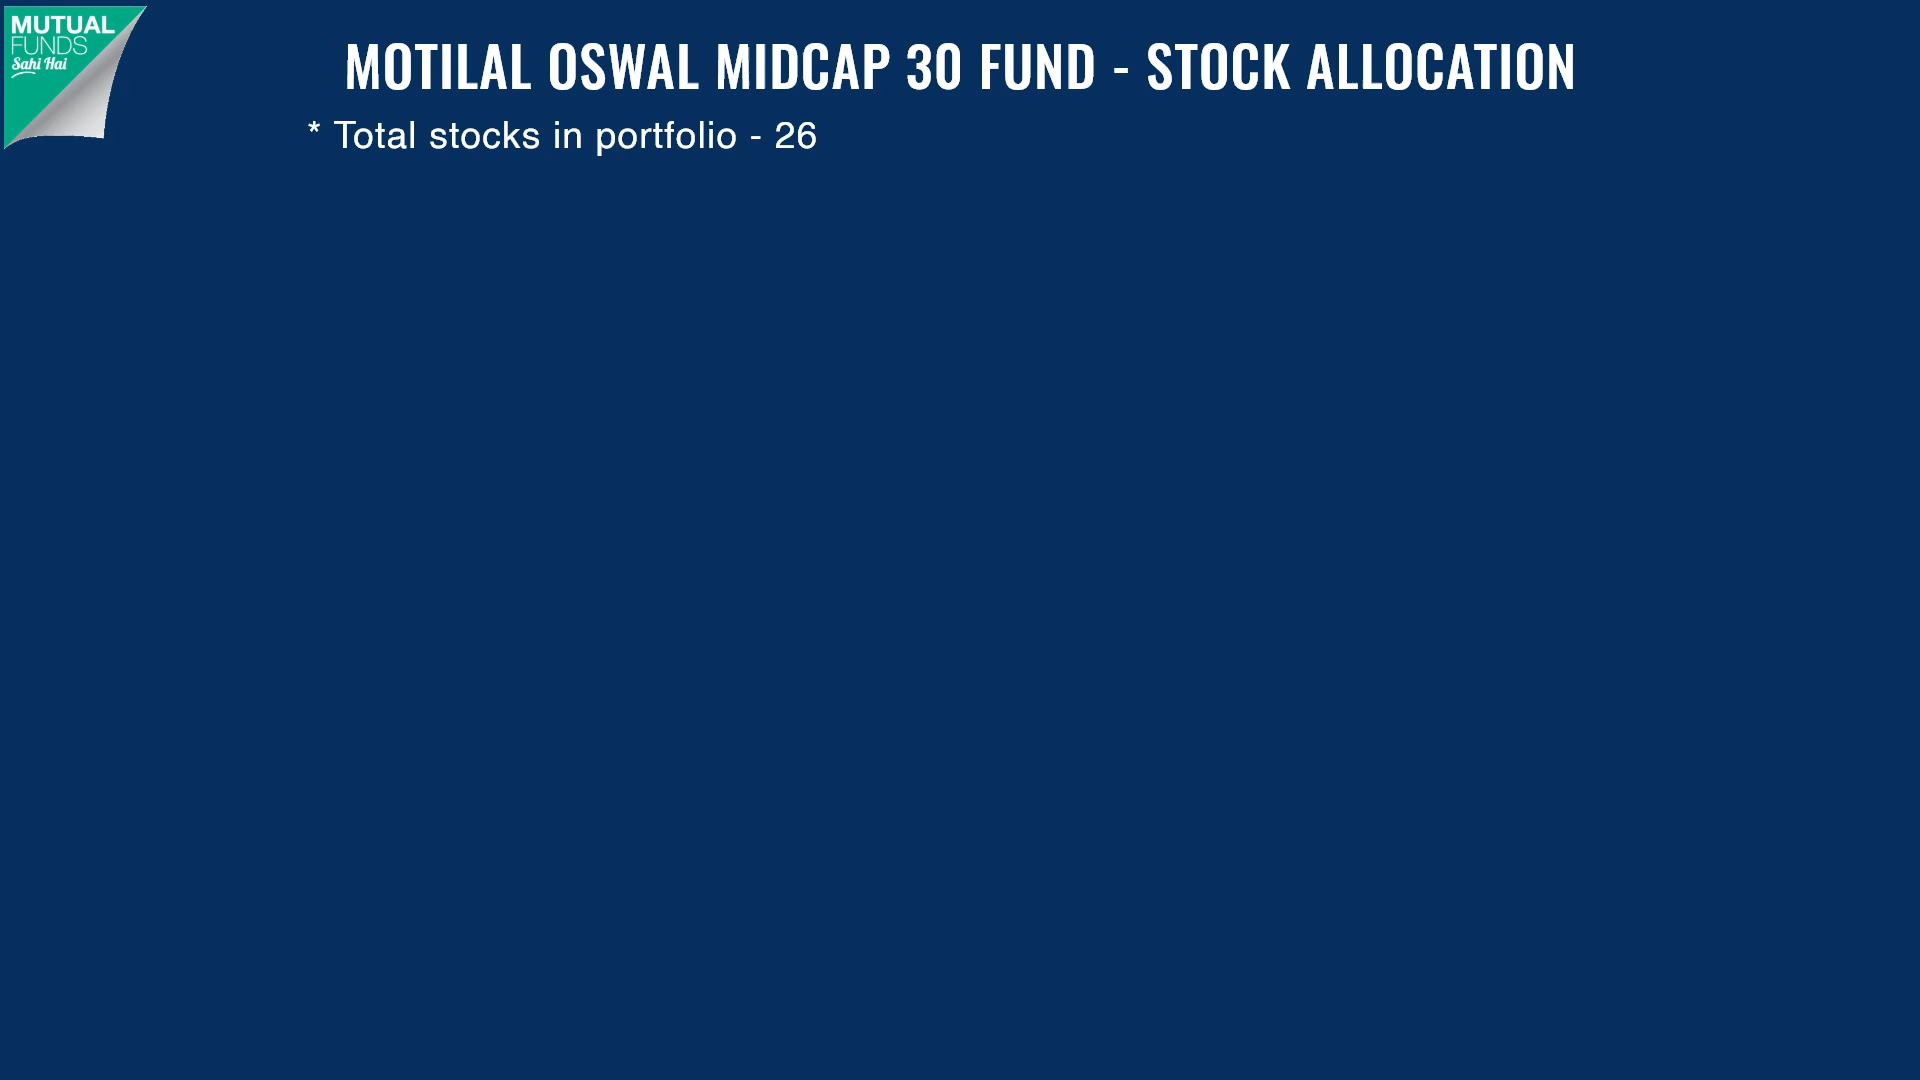 MUTUAL
FUNDS
Sahi Hai
MOTILAL OSWAL MIDCAP 30 FUND - STOCK ALLOCATION
* Total stocks in portfolio - 26